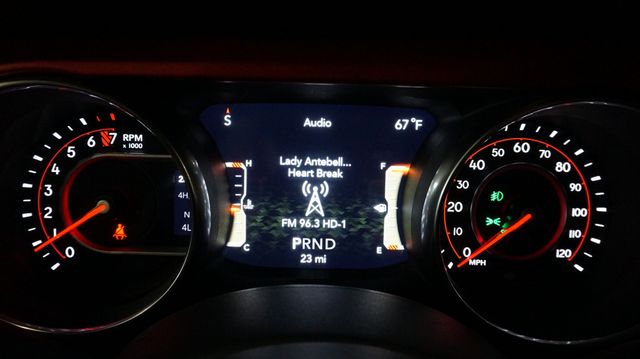 S
Audio
67 °F
Lady Antebell...
Heart Break
FM 96.3 HD-1
PRND
23 mi
H
C
F
E
7
6
5
4
3
2
1
0
RPM
x 1000
2
4H
N
4L
0
20
30
40
50
60
70
80
90
100
110
120
MPH